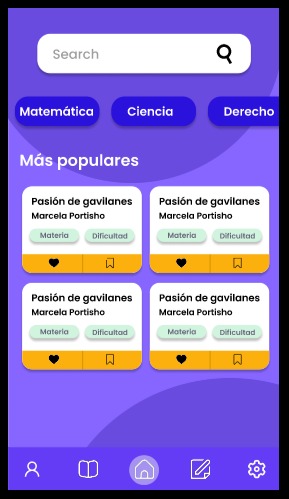 Search
Matemática Ciencia Derecho
Más populares
Pasión de gavilanes
Marcela Portisho
Materia Dificultad
Pasión de gavilanes
Marcela Portisho
Materia Dificultad
Pasión de gavilanes
Marcela Portisho
Materia Dificultad
Pasión de gavilanes
Marcela Portisho
Materia Dificultad